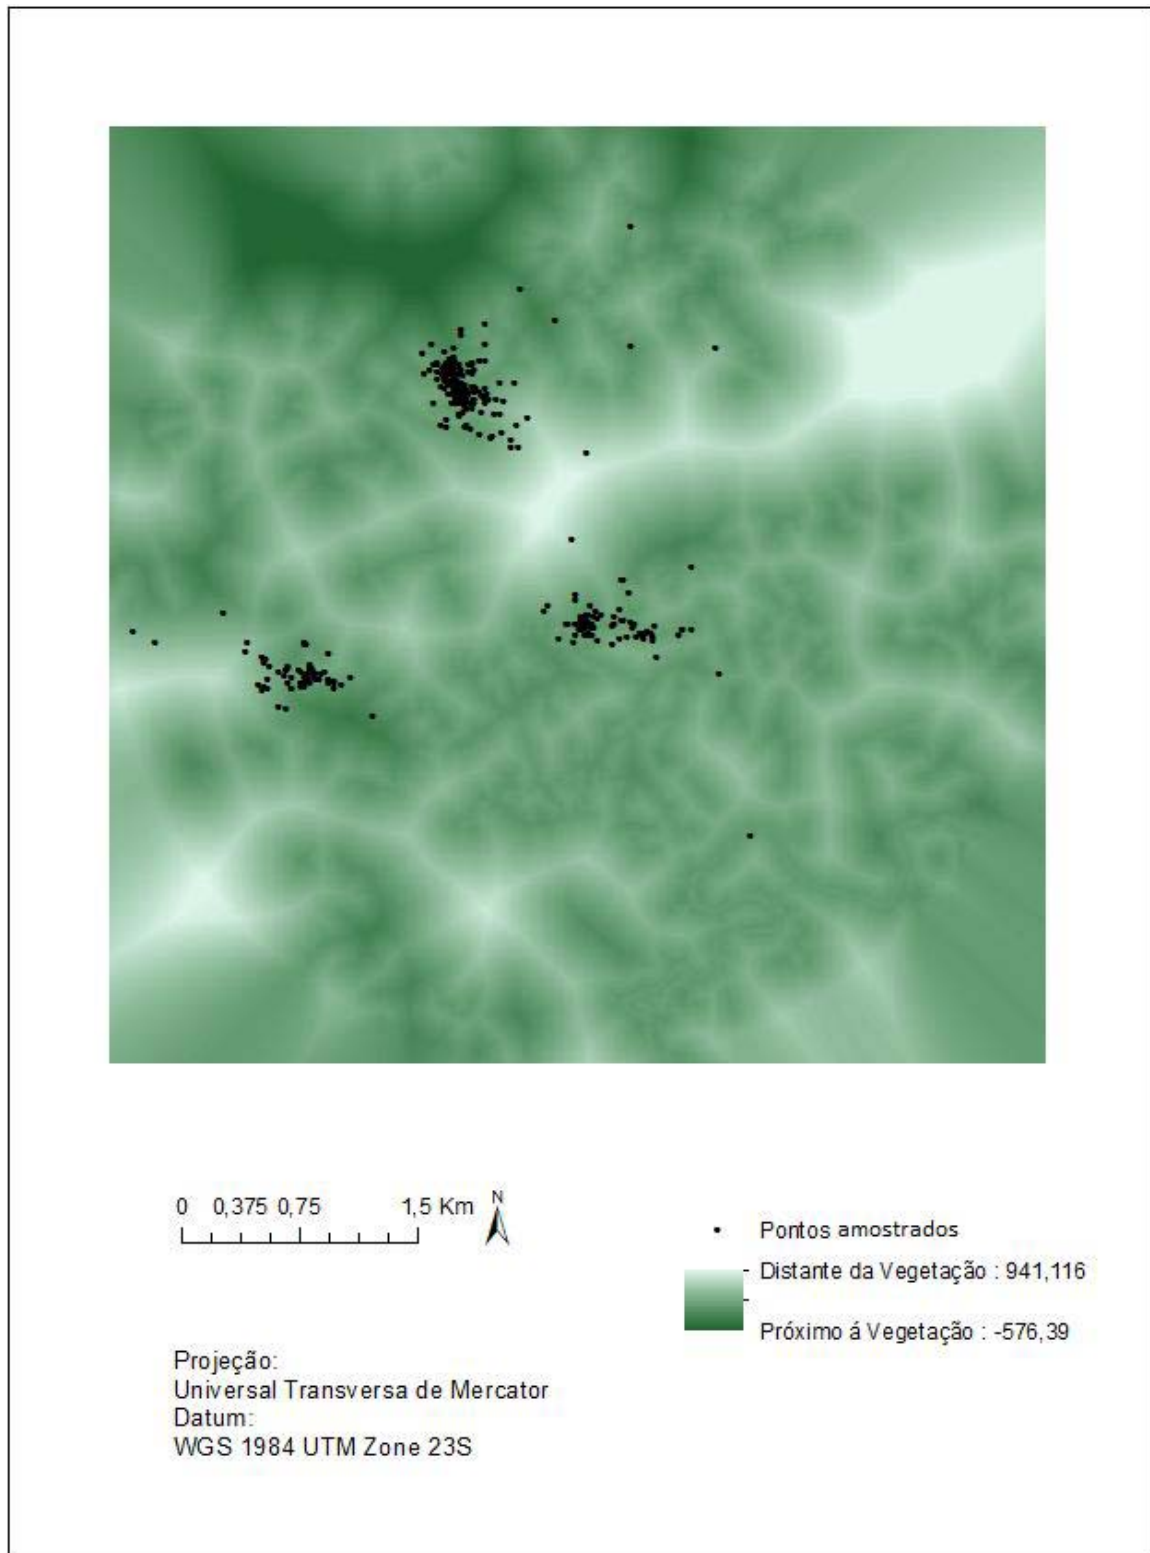 0 0,375 0,75 1,5 Km N
Pontos amostrados
Distante da Vegetação : 941,116
Próximo á Vegetação : -576,39
Projeção:
Universal Transversa de Mercator
Datum:
WGS 1984 UTM Zone 23S